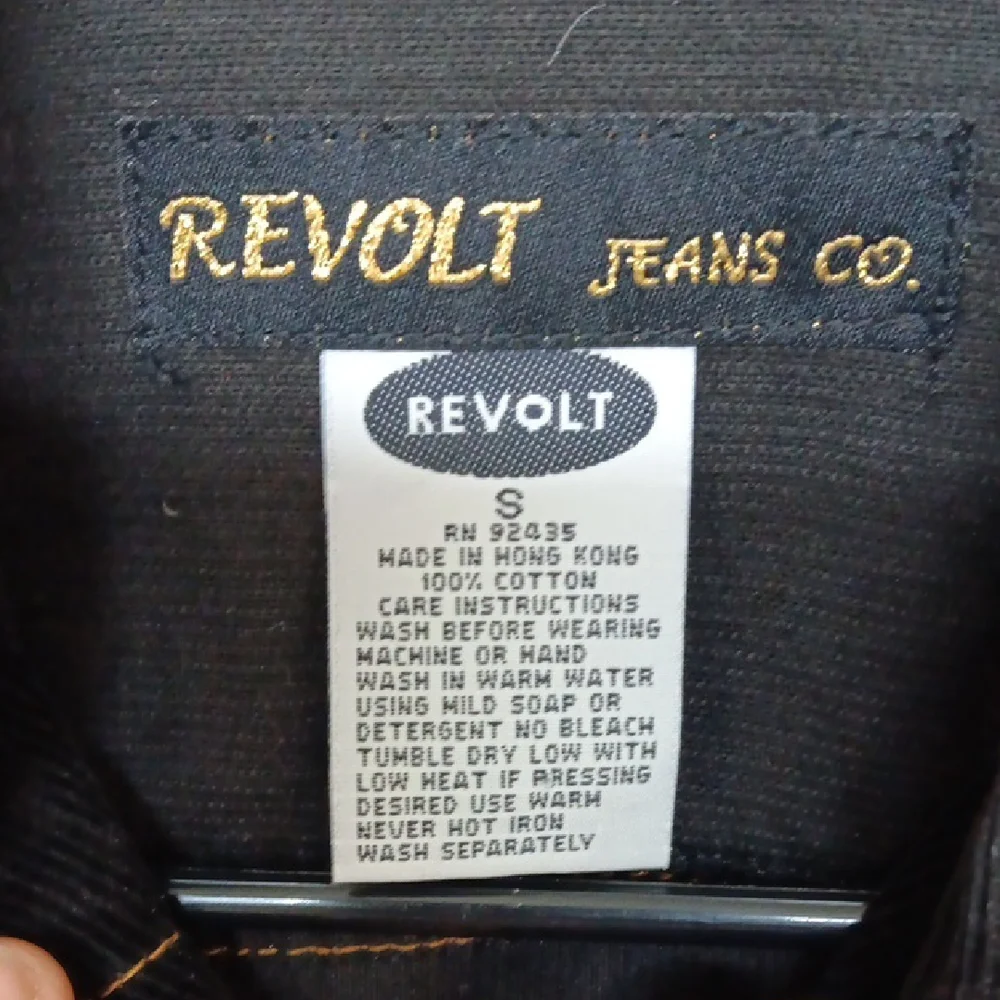 REVOLT JEANS CO.
REVOLT
S
RN 92435
MADE IN HONG KONG
100% COTTON
CARE INSTRUCTIONS
WASH BEFORE WEARING
MACHINE OR HAND
WASH IN WARM WATER
USING MILD SOAP OR
DETERGENT NO BLEACH
TUMBLE DRY LOW WITH
LOW HEAT IF PRESSING
DESIRED USE WARM
NEVER HOT IRON
WASH SEPARATELY